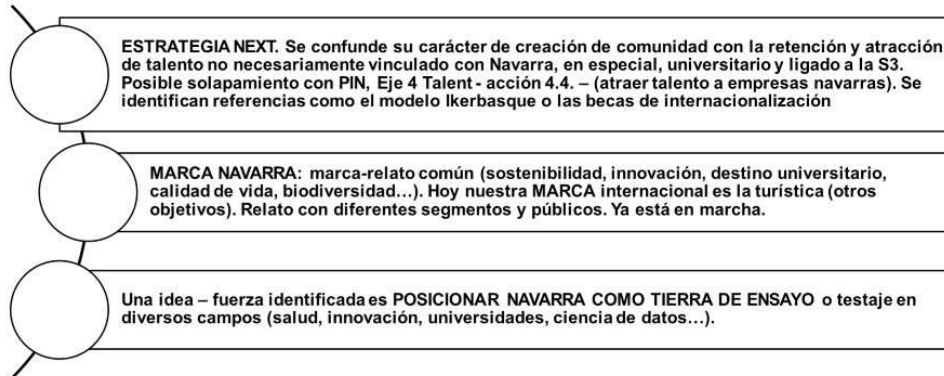 ESTRATEGIA NEXT. Se confunde su carácter de creación de comunidad con la retención y atracción
de talento no necesariamente vinculado con Navarra, en especial, universitario y ligado a la S3.
Posible solapamiento con PIN, Eje 4 Talent - acción 4.4. – (atraer talento a empresas navarras). Se
identifican referencias como el modelo Ikerbasque o las becas de internacionalización
MARCA NAVARRA: marca-relato común (sostenibilidad, innovación, destino universitario,
calidad de vida, biodiversidad…). Hoy nuestra MARCA internacional es la turística (otros
objetivos). Relato con diferentes segmentos y públicos. Ya está en marcha.
Una idea – fuerza identificada es POSICIONAR NAVARRA COMO TIERRA DE ENSAYO o testaje en
diversos campos (salud, innovación, universidades, ciencia de datos…).